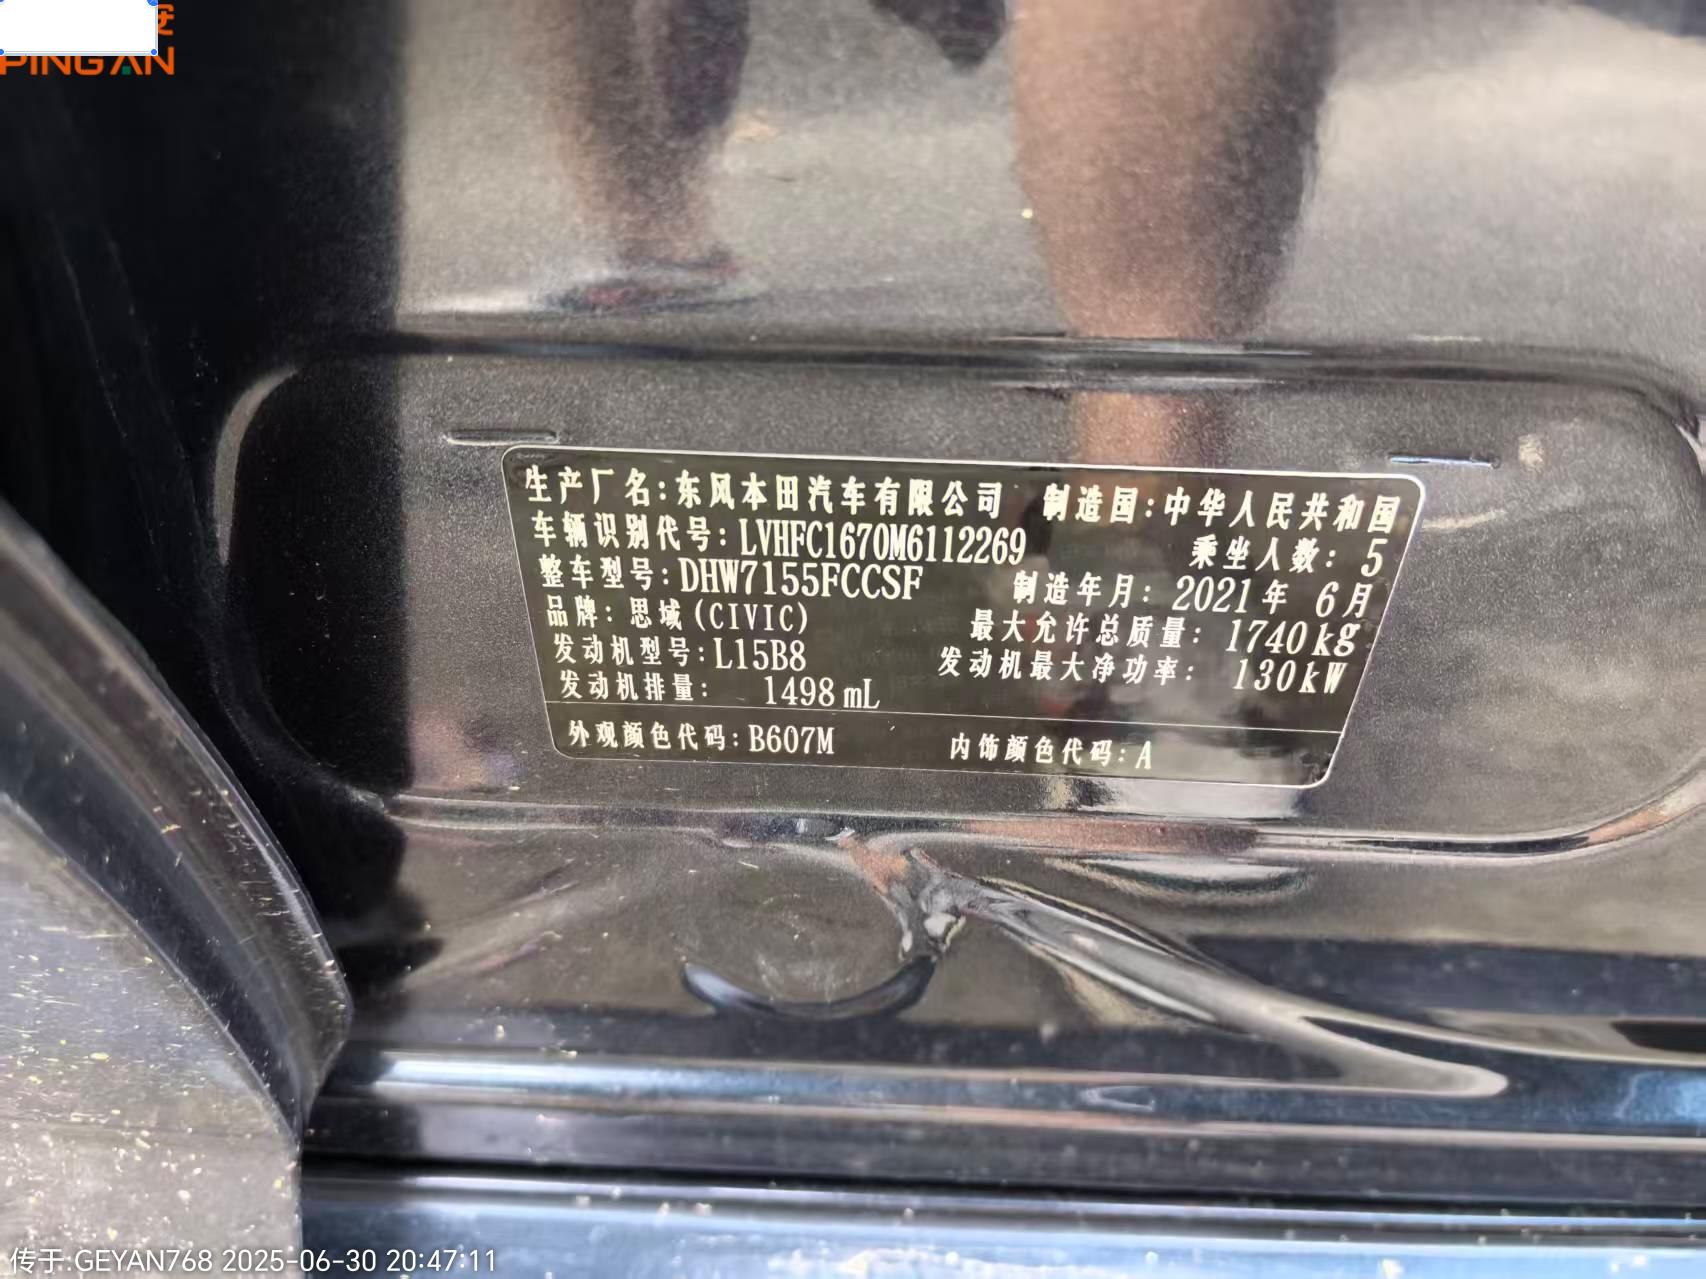 安
PING AN
生产厂名:东风本田汽车有限公司 制造国:中华人民共和国
车辆识别代号:LVHFC1670M6112269 乘坐人数: 5
整车型号:DHW7155FCCSF 制造年月: 2021年 6月
品牌:思域(CIVIC) 最大允许总质量: 1740kg
发动机型号:L15B8 发动机最大净功率: 130kW
发动机排量: 1498mL
外观颜色代码:B607M 内饰颜色代码:A
传于:GEYAN768 2025-06-30 20:47:11